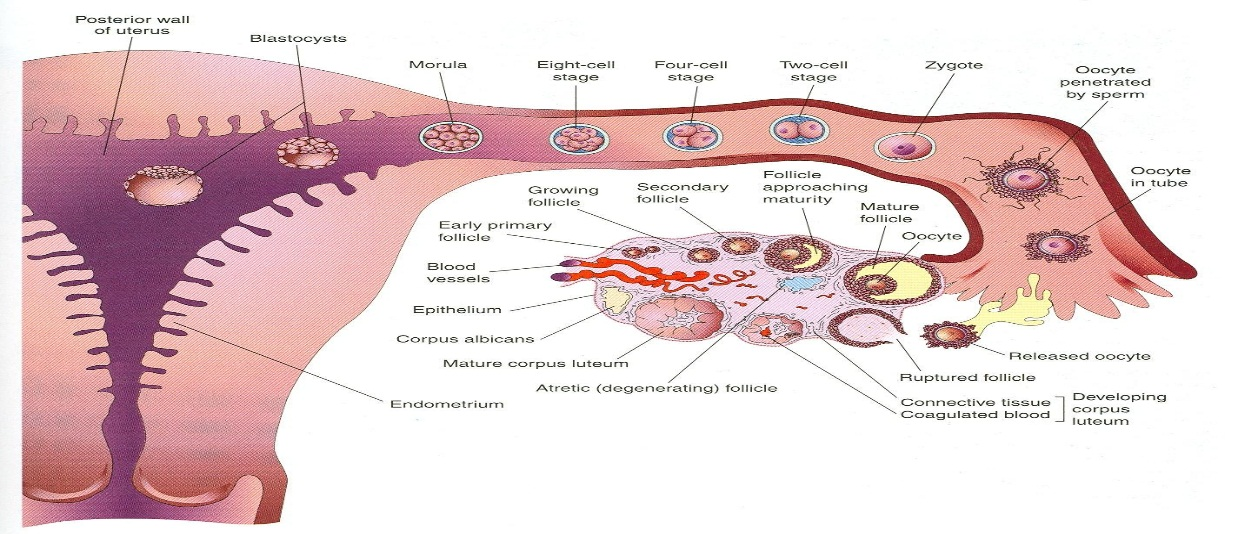 Posterior wall
of uterus
Blastocysts
Morula
Eight-cell
stage
Four-cell
stage
Two-cell
stage
Zygote
Oocyte
penetrated
by sperm
Oocyte
in tube
Growing
follicle
Secondary
follicle
Follicle
approaching
maturity
Mature
follicle
Oocyte
Early primary
follicle
Blood
vessels
Epithelium
Corpus albicans
Mature corpus luteum
Atretic (degenerating) follicle
Endometrium
Released oocyte
Ruptured follicle
Connective tissue
Coagulated blood
Developing
corpus
luteum